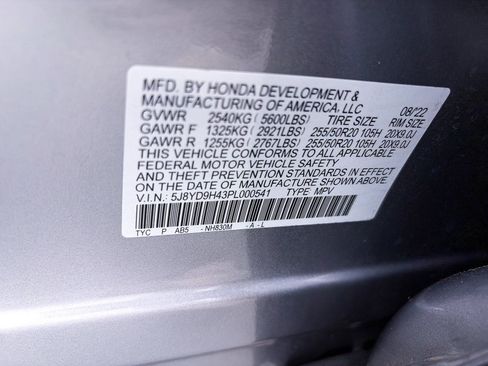 MFD. BY HONDA DEVELOPMENT &
MANUFACTURING OF AMERICA, LLC 08/22
GVWR 2540KG (5600LBS) TIRE SIZE RIM SIZE
GAWR F 1325KG (2921LBS) 255/50R20 105H 20X9.0J
GAWR R 1255KG (2767LBS) 255/50R20 105H 20X9.0J
THIS VEHICLE CONFORMS TO ALL APPLICABLE
FEDERAL MOTOR VEHICLE SAFETY
AND THEFT PREVENTION STANDARDS IN EFFECT
ON THE DATE OF MANUFACTURE SHOWN ABOVE.
V.I.N.: 5J8YD9H43PL000541 TYPE: MPV
TYC P AB5 - NH830M - A - L